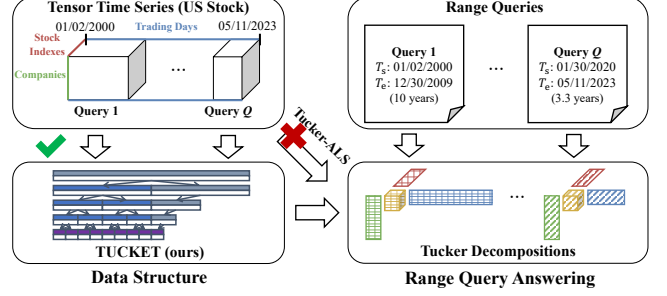 Tensor Time Series (US Stock)
01/02/2000
Trading Days
05/11/2023
Stock
Indexes
Companies
...
Query 1
Query Q
Range Queries
Query 1
Ts: 01/02/2000
Te: 12/30/2009
(10 years)
...
Query Q
Ts: 01/30/2020
Te: 05/11/2023
(3.3 years)
Tucker-ALS
TUCKET (ours)
Data Structure
...
Tucker Decompositions
Range Query Answering